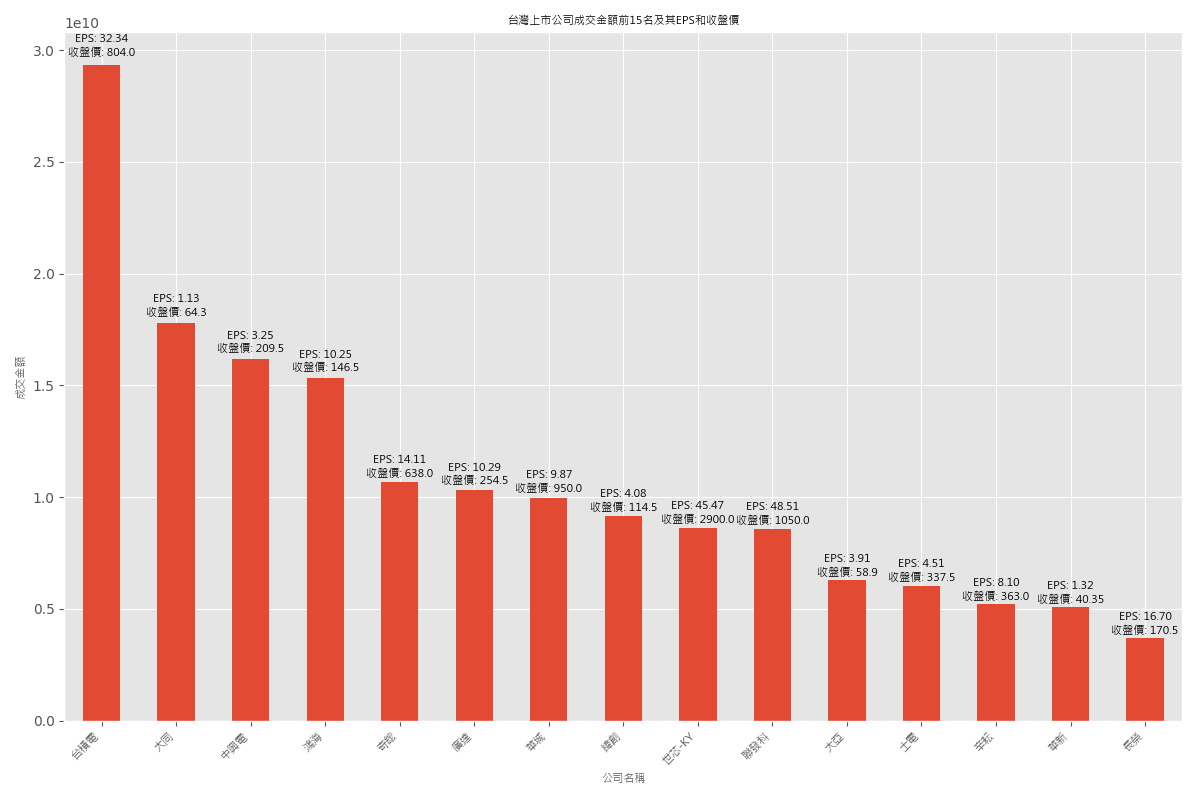 台灣上市公司成交金額前15名及其EPS和收盤價
1e10
3.0
2.5
2.0
1.5
1.0
0.5
0.0
成交金額
EPS: 32.34
收盤價: 804.0
EPS: 1.13
收盤價: 64.3
EPS: 3.25
收盤價: 209.5
EPS: 10.25
收盤價: 146.5
EPS: 14.11
收盤價: 638.0
EPS: 10.29
收盤價: 254.5
EPS: 9.87
收盤價: 950.0
EPS: 4.08
收盤價: 114.5
EPS: 45.47
收盤價: 2900.0
EPS: 48.51
收盤價: 1050.0
EPS: 3.91
收盤價: 58.9
EPS: 4.51
收盤價: 337.5
EPS: 8.10
收盤價: 363.0
EPS: 1.32
收盤價: 40.35
EPS: 16.70
收盤價: 170.5
台積電
大同
中興電
鴻海
奇鋐
廣達
華城
緯創
世芯-KY
聯發科
大亞
士電
華新
長榮
公司名稱